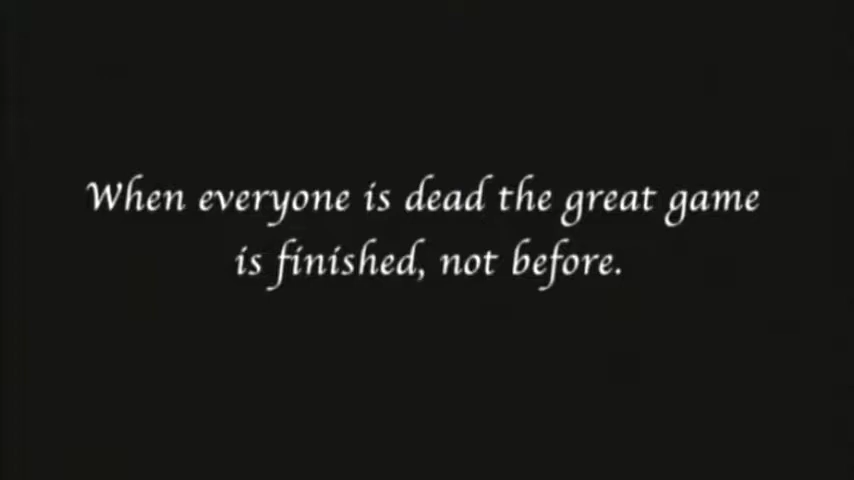 When everyone is dead the great game
is finished, not before.